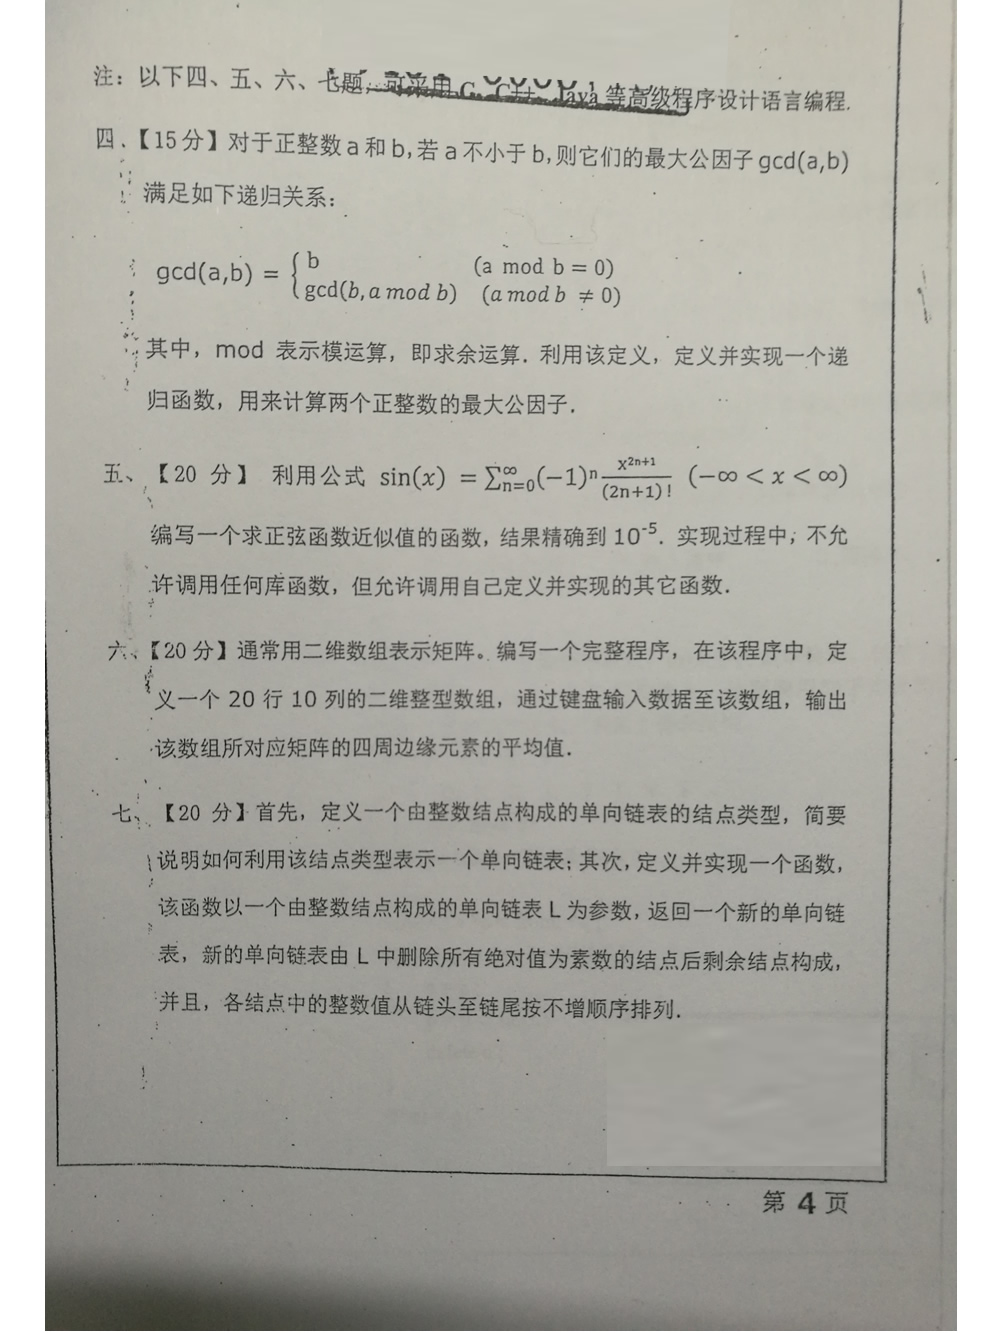 注：以下四、五、六、七题，可采用 C、C++、Java 等高级程序设计语言编程.
四、【15分】对于正整数a和b,若a不小于b,则它们的最大公因子gcd(a,b)
满足如下递归关系：
gcd(a,b) = { b (a mod b = 0)
gcd(b, a mod b) (a mod b ≠ 0)
其中，mod 表示模运算，即求余运算. 利用该定义，定义并实现一个递
归函数，用来计算两个正整数的最大公因子.
五、【20 分】 利用公式 sin(x) = ∑_{n=0}^{∞}(−1)ⁿ x^{2n+1}/(2n+1)! (−∞ < x < ∞)
编写一个求正弦函数近似值的函数, 结果精确到 10⁻⁵. 实现过程中，不允
许调用任何库函数，但允许调用自己定义并实现的其它函数.
六、【20分】通常用二维数组表示矩阵。编写一个完整程序，在该程序中，定
义一个 20 行 10 列的二维整型数组，通过键盘输入数据至该数组，输出
该数组所对应矩阵的四周边缘元素的平均值.
七、【20 分】首先，定义一个由整数结点构成的单向链表的结点类型，简要
说明如何利用该结点类型表示一个单向链表; 其次, 定义并实现一个函数,
该函数以一个由整数结点构成的单向链表 L 为参数, 返回一个新的单向链
表，新的单向链表由 L 中删除所有绝对值为素数的结点后剩余结点构成，
并且，各结点中的整数值从链头至链尾按不增顺序排列.
第 4 页